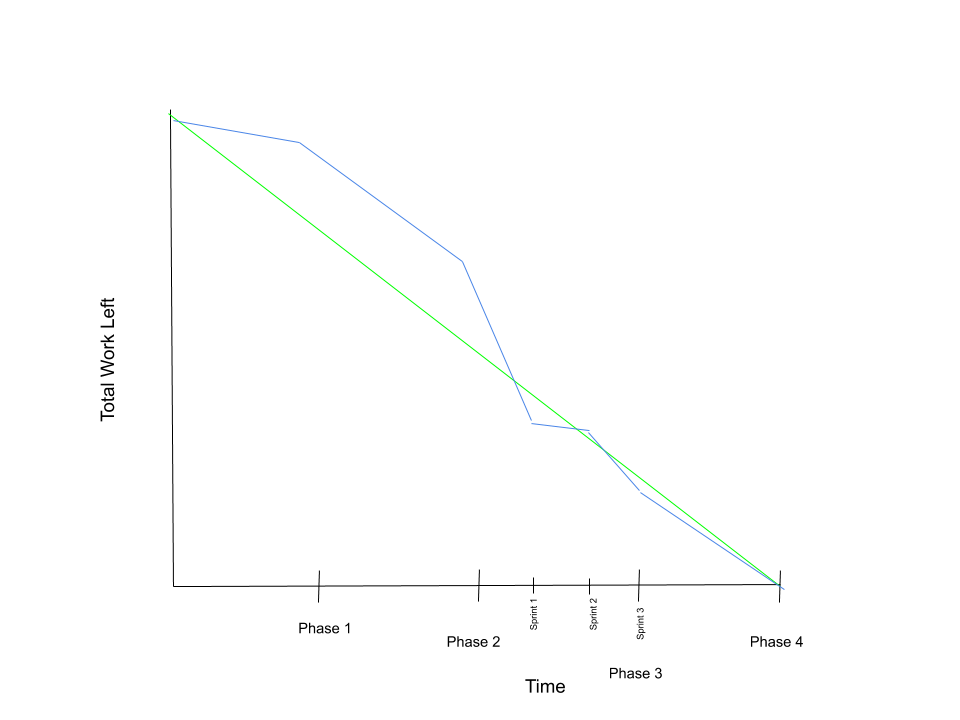 Total Work Left
Phase 1
Phase 2
Sprint 1
Sprint 2
Sprint 3
Phase 3
Phase 4
Time